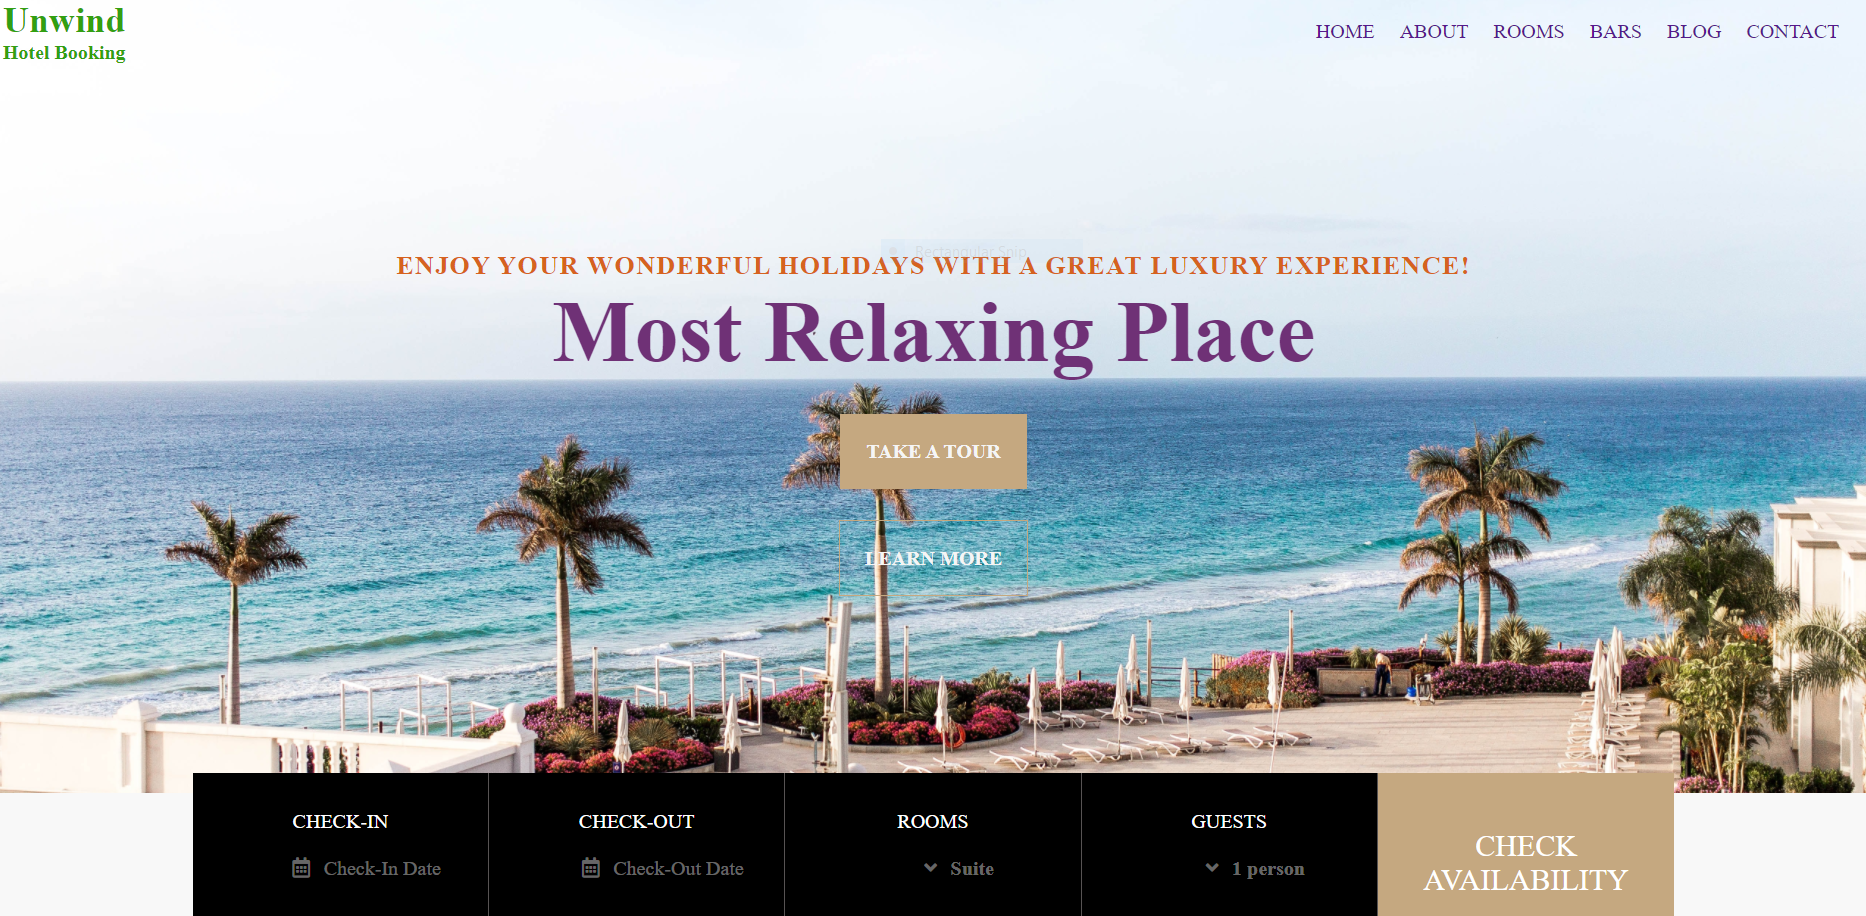 Unwind
Hotel Booking
HOME ABOUT ROOMS BARS BLOG CONTACT
Rectangular Snip
ENJOY YOUR WONDERFUL HOLIDAYS WITH A GREAT LUXURY EXPERIENCE!
Most Relaxing Place
TAKE A TOUR
LEARN MORE
CHECK-IN
Check-In Date
CHECK-OUT
Check-Out Date
ROOMS
Suite
GUESTS
1 person
CHECK
AVAILABILITY